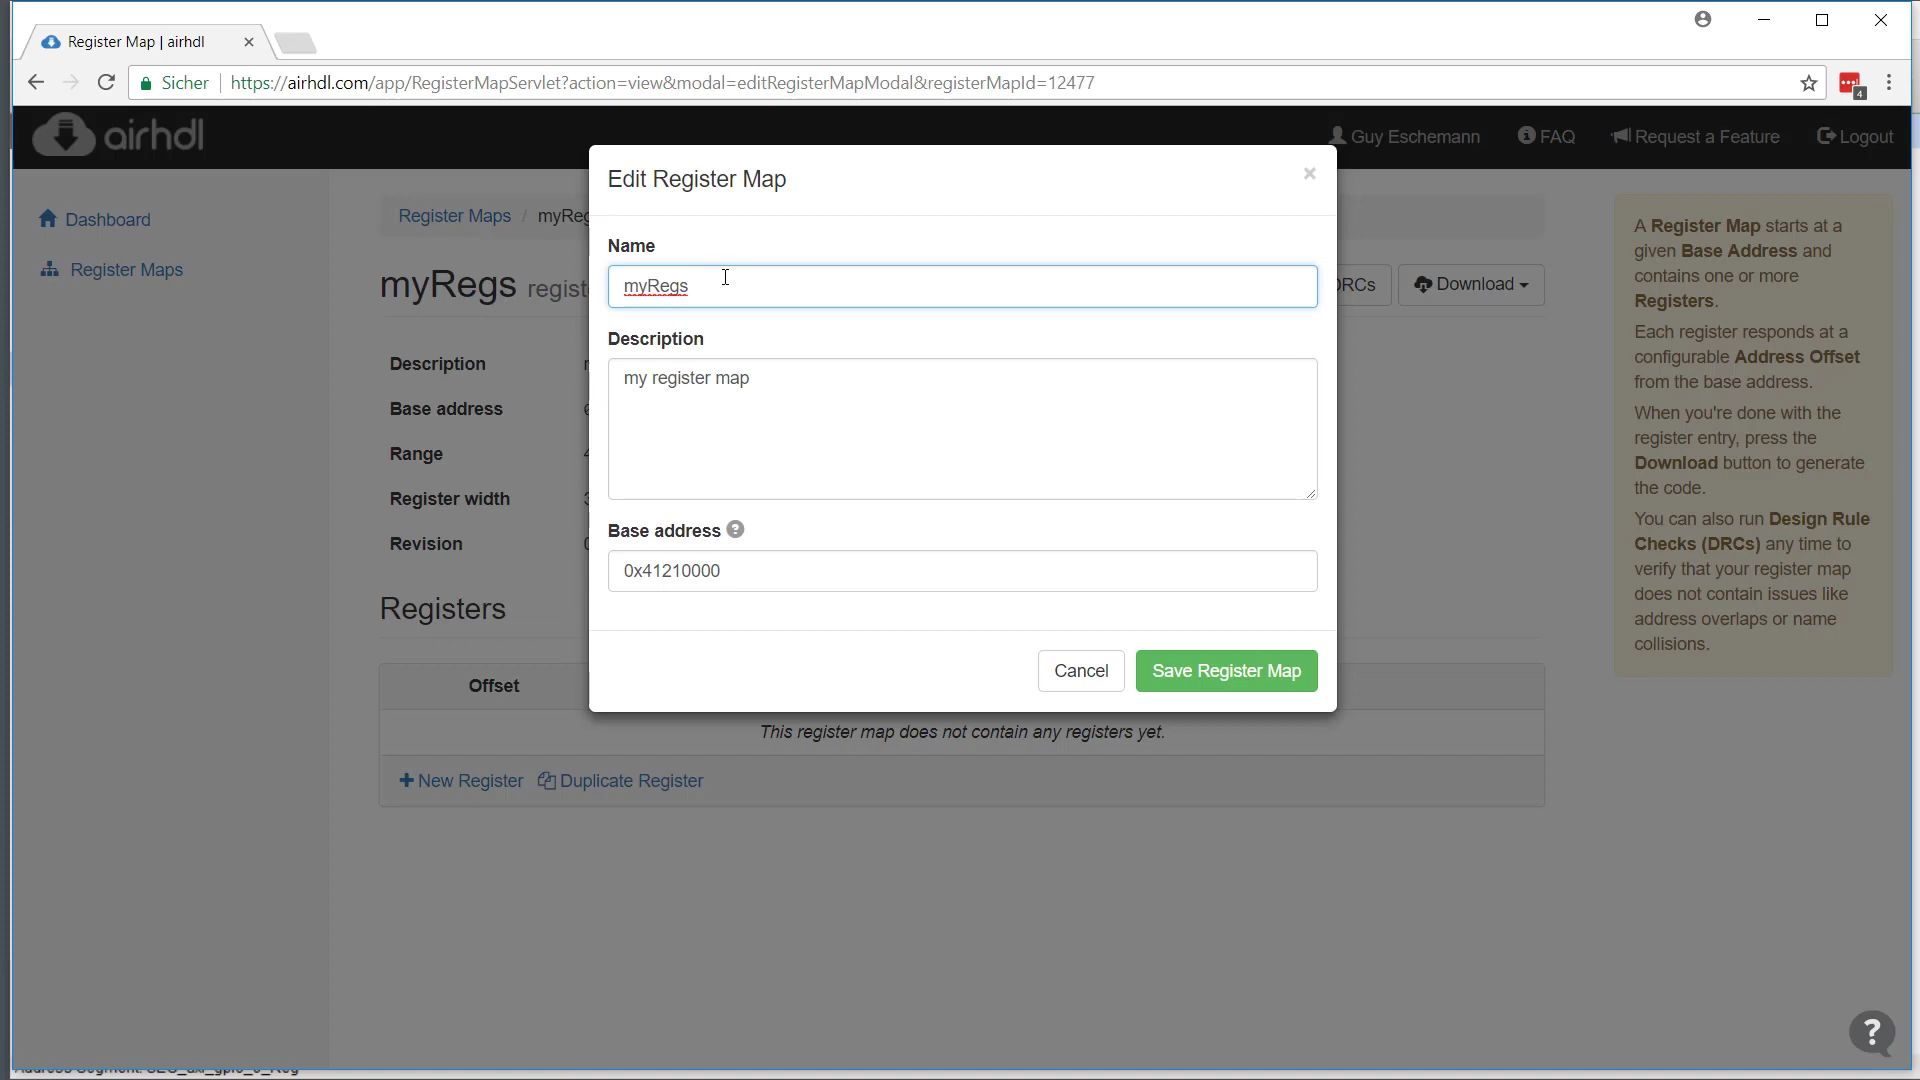 Register Map | airhdl
Sicher https://airhdl.com/app/RegisterMapServlet?action=view&modal=editRegisterMapModal&registerMapId=12477
4
airhdl
Guy Eschemann FAQ Request a Feature Logout
Dashboard
Register Maps
Register Maps / myReg
myRegs regist
DRCs Download
Description
Base address
Range
Register width
Revision
Registers
Offset
This register map does not contain any registers yet.
New Register Duplicate Register
Edit Register Map ×
Name
myRegs
Description
my register map
Base address ?
0x41210000
Cancel Save Register Map
A Register Map starts at a
given Base Address and
contains one or more
Registers.
Each register responds at a
configurable Address Offset
from the base address.
When you're done with the
register entry, press the
Download button to generate
the code.
You can also run Design Rule
Checks (DRCs) any time to
verify that your register map
does not contain issues like
address overlaps or name
collisions.
?